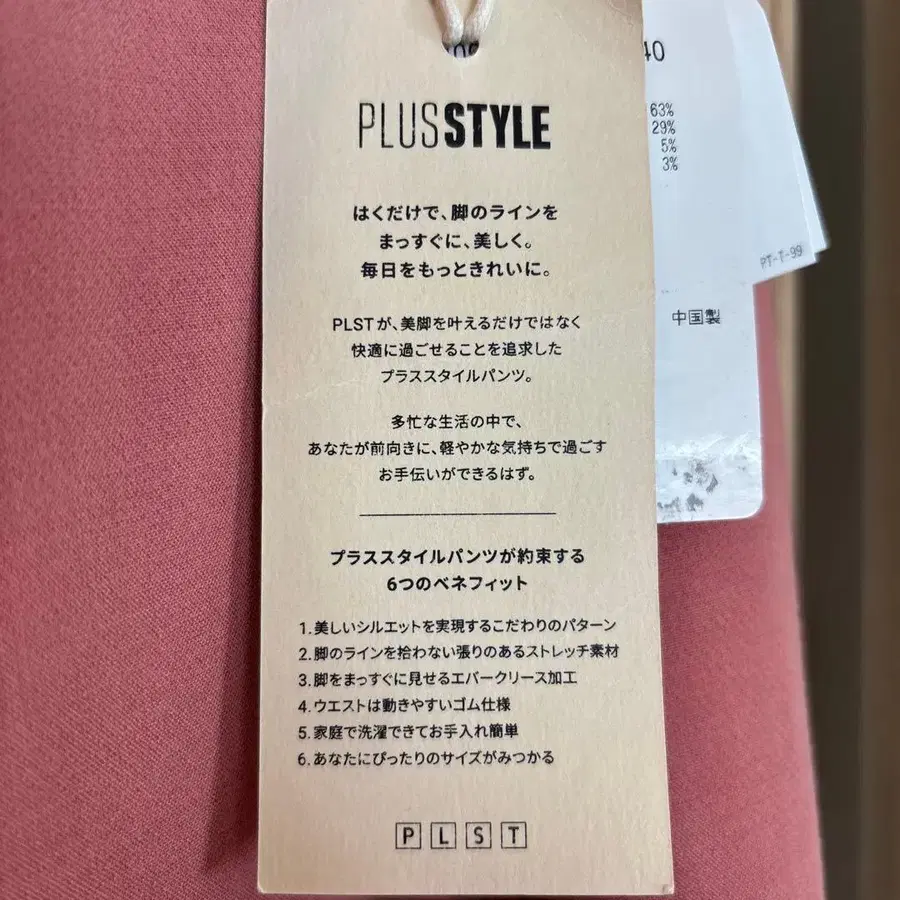 PLUSSTYLE
はくだけで、脚のラインを
まっすぐに、美しく。
毎日をもっときれいに。
PLSTが、美脚を叶えるだけではなく
快適に過ごせることを追求した
プラススタイルパンツ。
多忙な生活の中で、
あなたが前向きに、軽やかな気持ちで過ごす
お手伝いができるはず。
プラススタイルパンツが約束する
6つのベネフィット
1.美しいシルエットを実現するこだわりのパターン
2.脚のラインを拾わない張りのあるストレッチ素材
3.脚をまっすぐに見せるエバークリース加工
4.ウエストは動きやすいゴム仕様
5.家庭で洗濯できてお手入れ簡単
6.あなたにぴったりのサイズがみつかる
PLST
40
63%
29%
5%
3%
PT-T-99
中国製